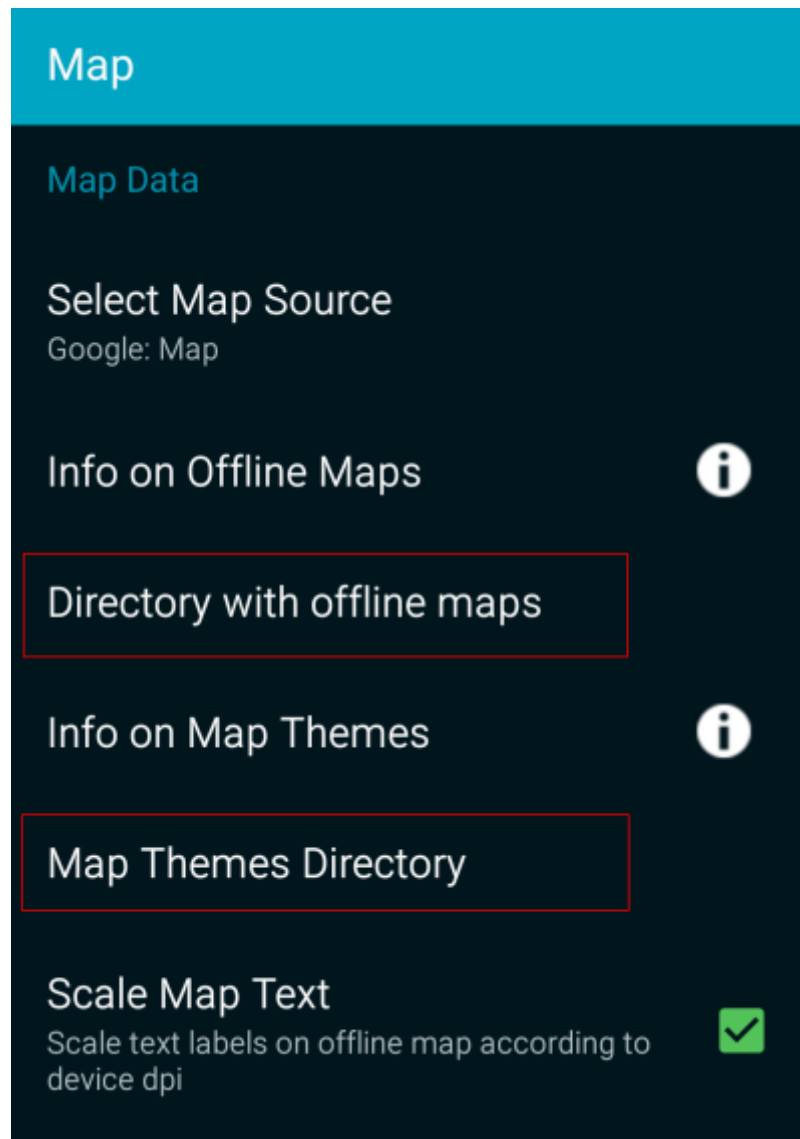 Map
Map Data
Select Map Source
Google: Map
Info on Offline Maps
Directory with offline maps
Info on Map Themes
Map Themes Directory
Scale Map Text
Scale text labels on offline map according to
device dpi